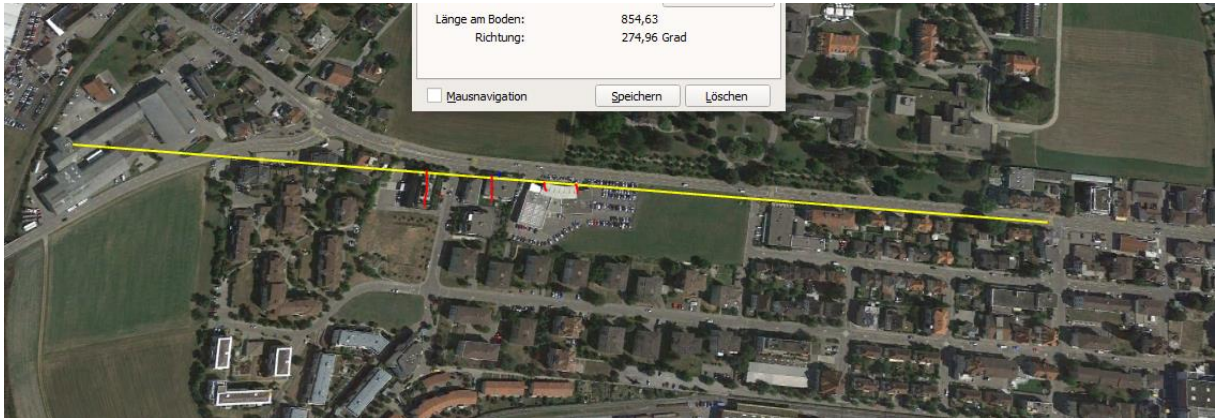 Länge am Boden: 854,63
Richtung: 274,96 Grad
Mausnavigation Speichern Löschen